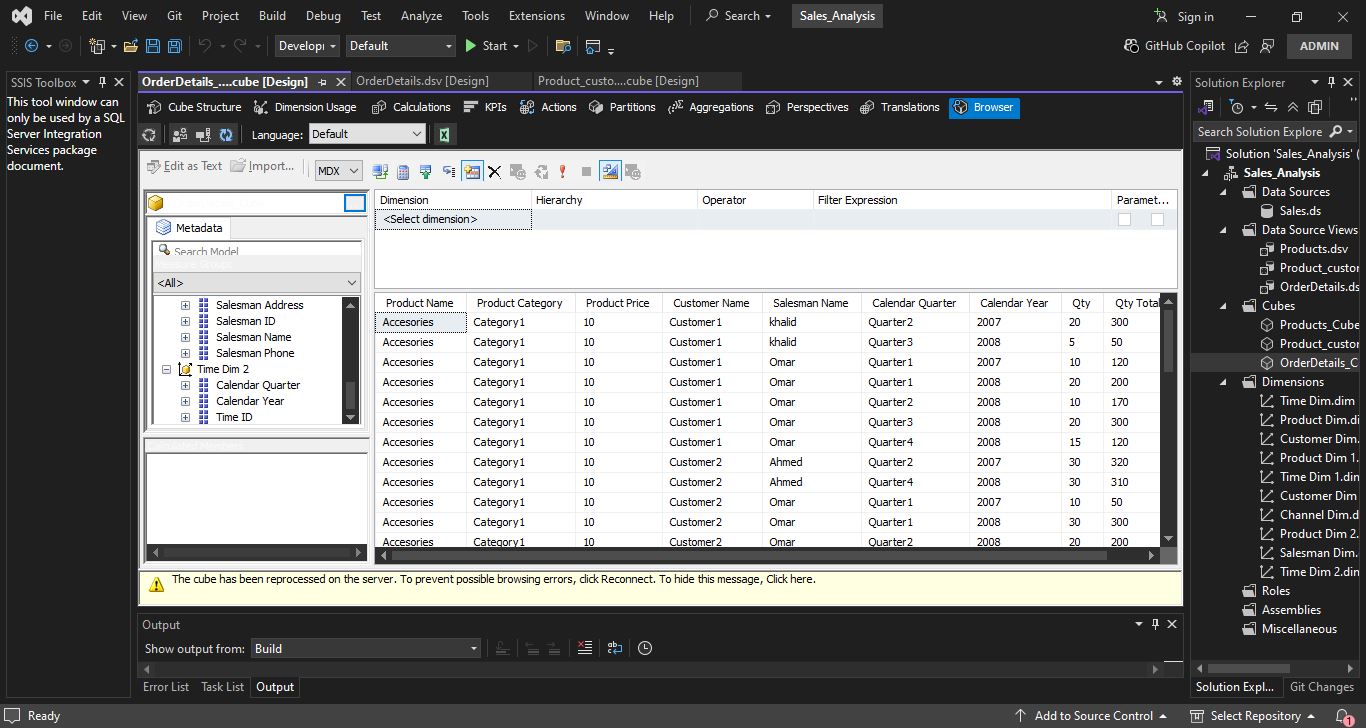 File Edit View Git Project Build Debug Test Analyze Tools Extensions Window Help Search Sales_Analysis Sign in
Developi Default Start GitHub Copilot ADMIN
SSIS Toolbox
This tool window can
only be used by a SQL
Server Integration
Services package
document.
OrderDetails_....cube [Design] OrderDetails.dsv [Design] Product_custo....cube [Design]
Cube Structure Dimension Usage Calculations KPIs Actions Partitions Aggregations Perspectives Translations Browser
Language: Default
Edit as Text Import... MDX
Metadata
Search Model
<All>
Salesman Address
Salesman ID
Salesman Name
Salesman Phone
Time Dim 2
Calendar Quarter
Calendar Year
Time ID
Dimension Hierarchy Operator Filter Expression Paramet...
<Select dimension>
Product Name Product Category Product Price Customer Name Salesman Name Calendar Quarter Calendar Year Qty Qty Total
Accesories Category1 10 Customer1 khalid Quarter2 2007 20 300
Accesories Category1 10 Customer1 khalid Quarter3 2008 5 50
Accesories Category1 10 Customer1 Omar Quarter1 2007 10 120
Accesories Category1 10 Customer1 Omar Quarter1 2008 20 200
Accesories Category1 10 Customer1 Omar Quarter2 2008 10 170
Accesories Category1 10 Customer1 Omar Quarter3 2008 20 300
Accesories Category1 10 Customer1 Omar Quarter4 2008 15 120
Accesories Category1 10 Customer2 Ahmed Quarter2 2007 30 320
Accesories Category1 10 Customer2 Ahmed Quarter4 2008 30 310
Accesories Category1 10 Customer2 Omar Quarter1 2007 10 50
Accesories Category1 10 Customer2 Omar Quarter1 2008 30 300
Accesories Category1 10 Customer2 Omar Quarter2 2008 20 200
The cube has been reprocessed on the server. To prevent possible browsing errors, click Reconnect. To hide this message, Click here.
Output
Show output from: Build
Error List Task List Output
Solution Explorer
Search Solution Explore
Solution 'Sales_Analysis' (
Sales_Analysis
Data Sources
Sales.ds
Data Source Views
Products.dsv
Product_custor
OrderDetails.ds
Cubes
Products_Cube
Product_custor
OrderDetails_C
Dimensions
Time Dim.dim
Product Dim.di
Customer Dim.
Product Dim 1.
Time Dim 1.dim
Customer Dim
Channel Dim.d
Product Dim 2.
Salesman Dim.
Time Dim 2.din
Roles
Assemblies
Miscellaneous
Solution Expl... Git Changes
Ready Add to Source Control Select Repository 1